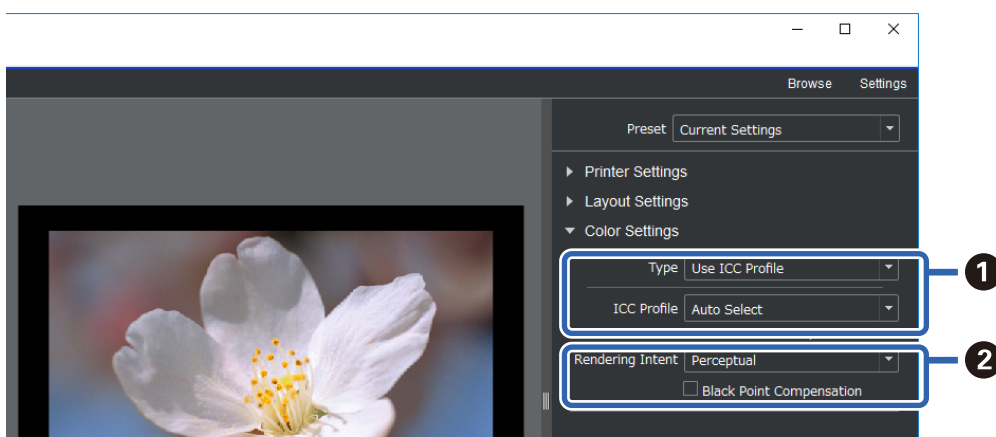 Browse Settings
Preset Current Settings
Printer Settings
Layout Settings
Color Settings
Type Use ICC Profile
1
ICC Profile Auto Select
Rendering Intent Perceptual
2
Black Point Compensation